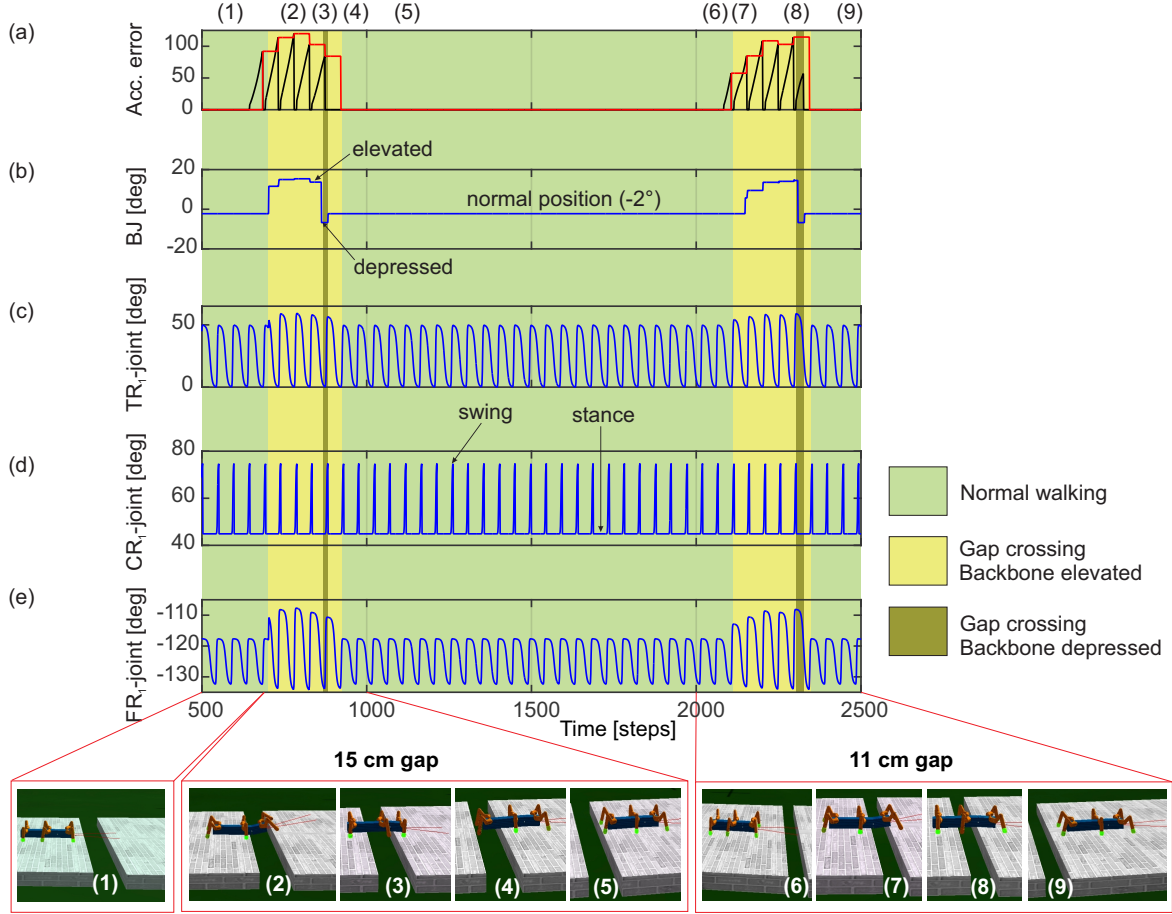 (1) (2) (3) (4) (5) (6) (7) (8) (9)
(a)
Acc. error
100
50
0
(b)
BJ [deg]
20
0
-20
elevated
normal position (-2°)
depressed
(c)
TR₁-joint [deg]
50
0
(d)
CR₁-joint [deg]
80
60
40
swing
stance
(e)
FR₁-joint [deg]
-110
-120
-130
500 1000 1500 2000 2500
Time [steps]
Normal walking
Gap crossing
Backbone elevated
Gap crossing
Backbone depressed
15 cm gap
11 cm gap
(1) (2) (3) (4) (5) (6) (7) (8) (9)